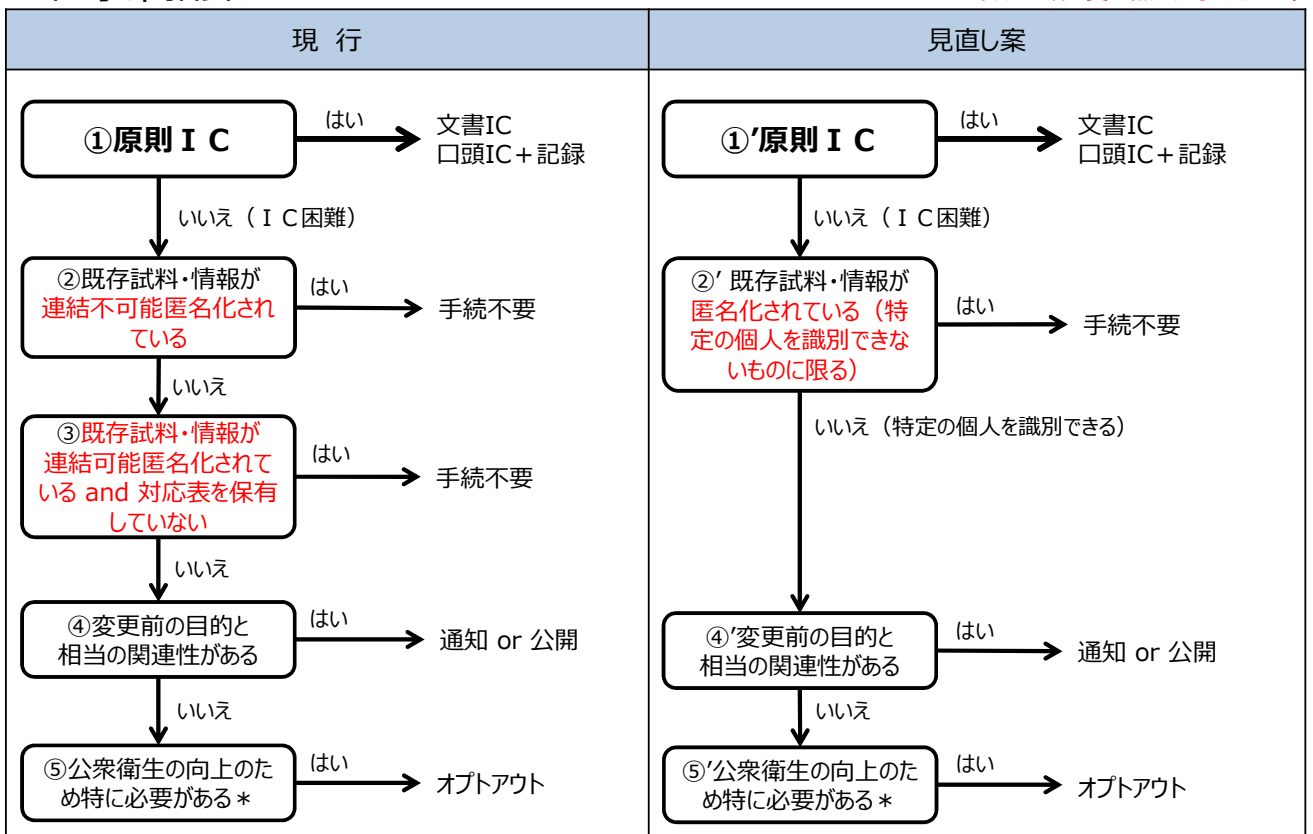 現 行
①原則ＩＣ
はい
文書IC
口頭IC＋記録
いいえ（ＩＣ困難）
②既存試料・情報が
連結不可能匿名化され
ている
はい
手続不要
いいえ
③既存試料・情報が
連結可能匿名化されて
いる and 対応表を保有
していない
はい
手続不要
いいえ
④変更前の目的と
相当の関連性がある
はい
通知 or 公開
いいえ
⑤公衆衛生の向上のた
め特に必要がある＊
はい
オプトアウト
見直し案
①′原則ＩＣ
はい
文書IC
口頭IC＋記録
いいえ（ＩＣ困難）
②′ 既存試料・情報が
匿名化されている（特
定の個人を識別できな
いものに限る）
はい
手続不要
いいえ（特定の個人を識別できる）
④′変更前の目的と
相当の関連性がある
はい
通知 or 公開
いいえ
⑤′公衆衛生の向上のた
め特に必要がある＊
はい
オプトアウト